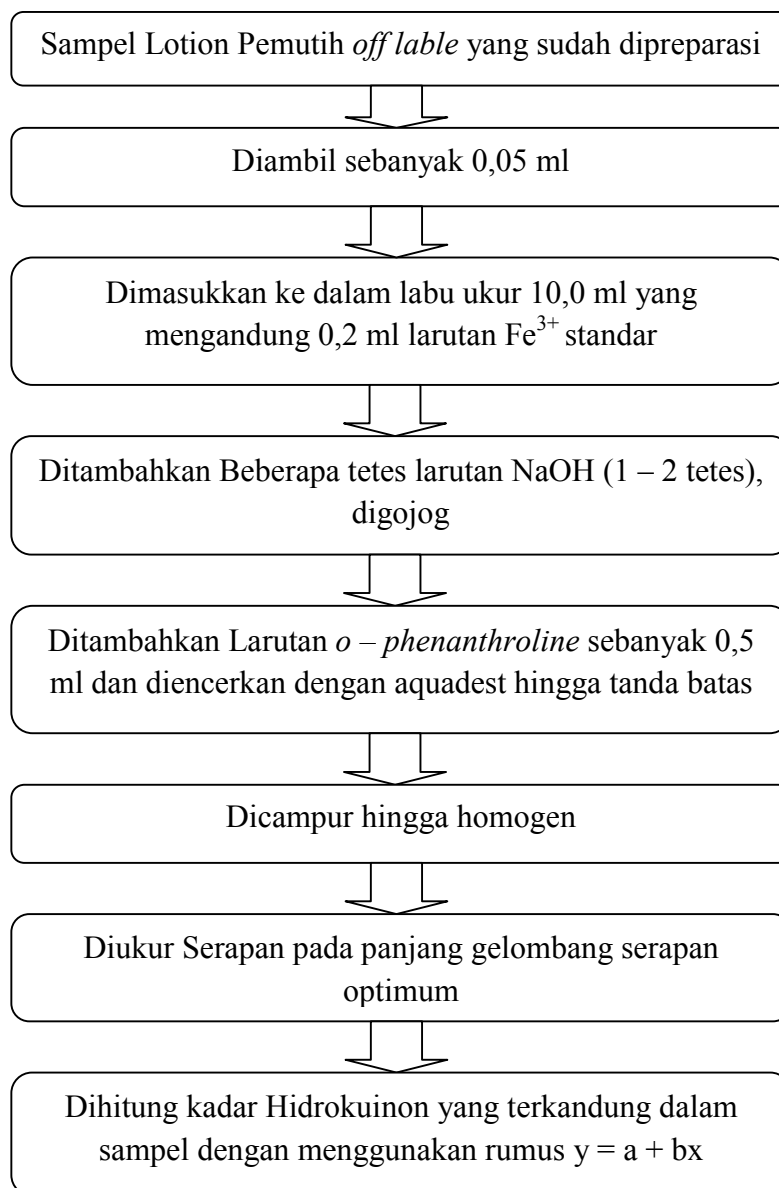 Sampel Lotion Pemutih off lable yang sudah dipreparasi
Diambil sebanyak 0,05 ml
Dimasukkan ke dalam labu ukur 10,0 ml yang
mengandung 0,2 ml larutan Fe³⁺ standar
Ditambahkan Beberapa tetes larutan NaOH (1 – 2 tetes),
digojog
Ditambahkan Larutan o – phenanthroline sebanyak 0,5
ml dan diencerkan dengan aquadest hingga tanda batas
Dicampur hingga homogen
Diukur Serapan pada panjang gelombang serapan
optimum
Dihitung kadar Hidrokuinon yang terkandung dalam
sampel dengan menggunakan rumus y = a + bx